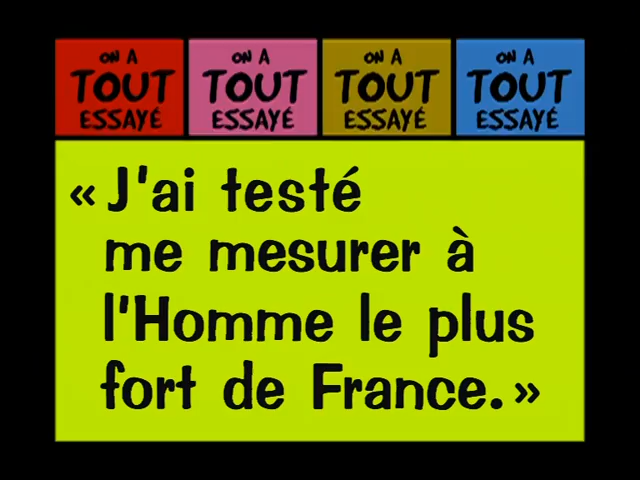 ON A TOUT ESSAYÉ
ON A TOUT ESSAYÉ
ON A TOUT ESSAYÉ
ON A TOUT ESSAYÉ
« J'ai testé
me mesurer à
l'Homme le plus
fort de France. »